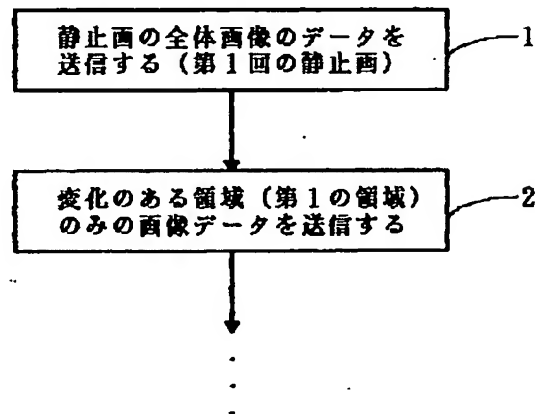 静止画の全体画像のデータを
送信する（第1回の静止画）
1
変化のある領域（第1の領域）
のみの画像データを送信する
2